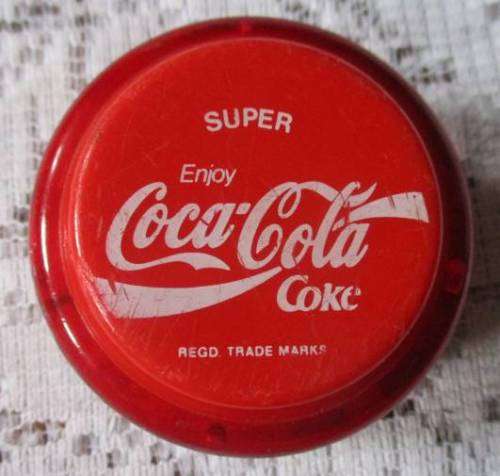 SUPER
Enjoy
Coca-Cola
Coke
REGD. TRADE MARKS